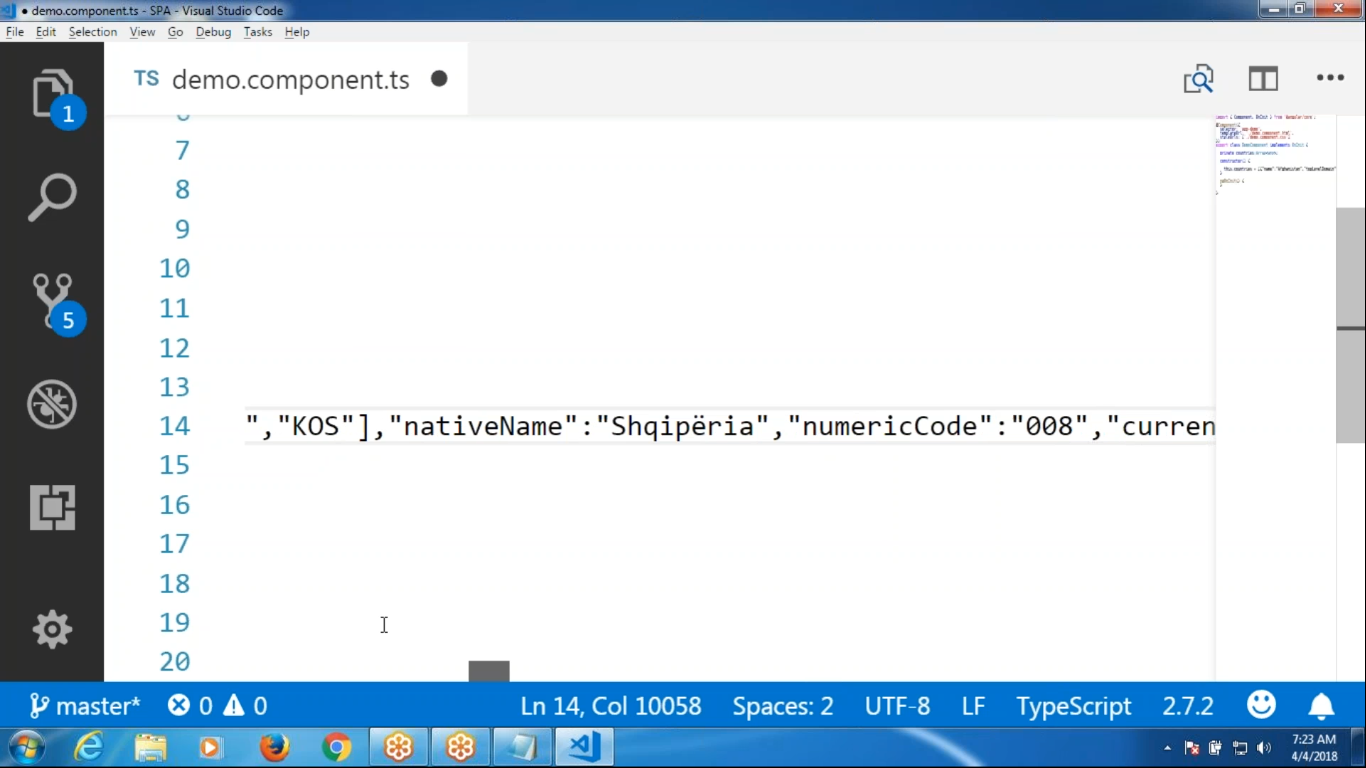 ● demo.component.ts - SPA - Visual Studio Code
File Edit Selection View Go Debug Tasks Help
TS demo.component.ts ●
1
6
7
8
9
10
11
12
13
14 ","KOS"],"nativeName":"Shqipëria","numericCode":"008","curren
15
16
17
18
19
20
5
master* 0 0 Ln 14, Col 10058 Spaces: 2 UTF-8 LF TypeScript 2.7.2
7:23 AM
4/4/2018